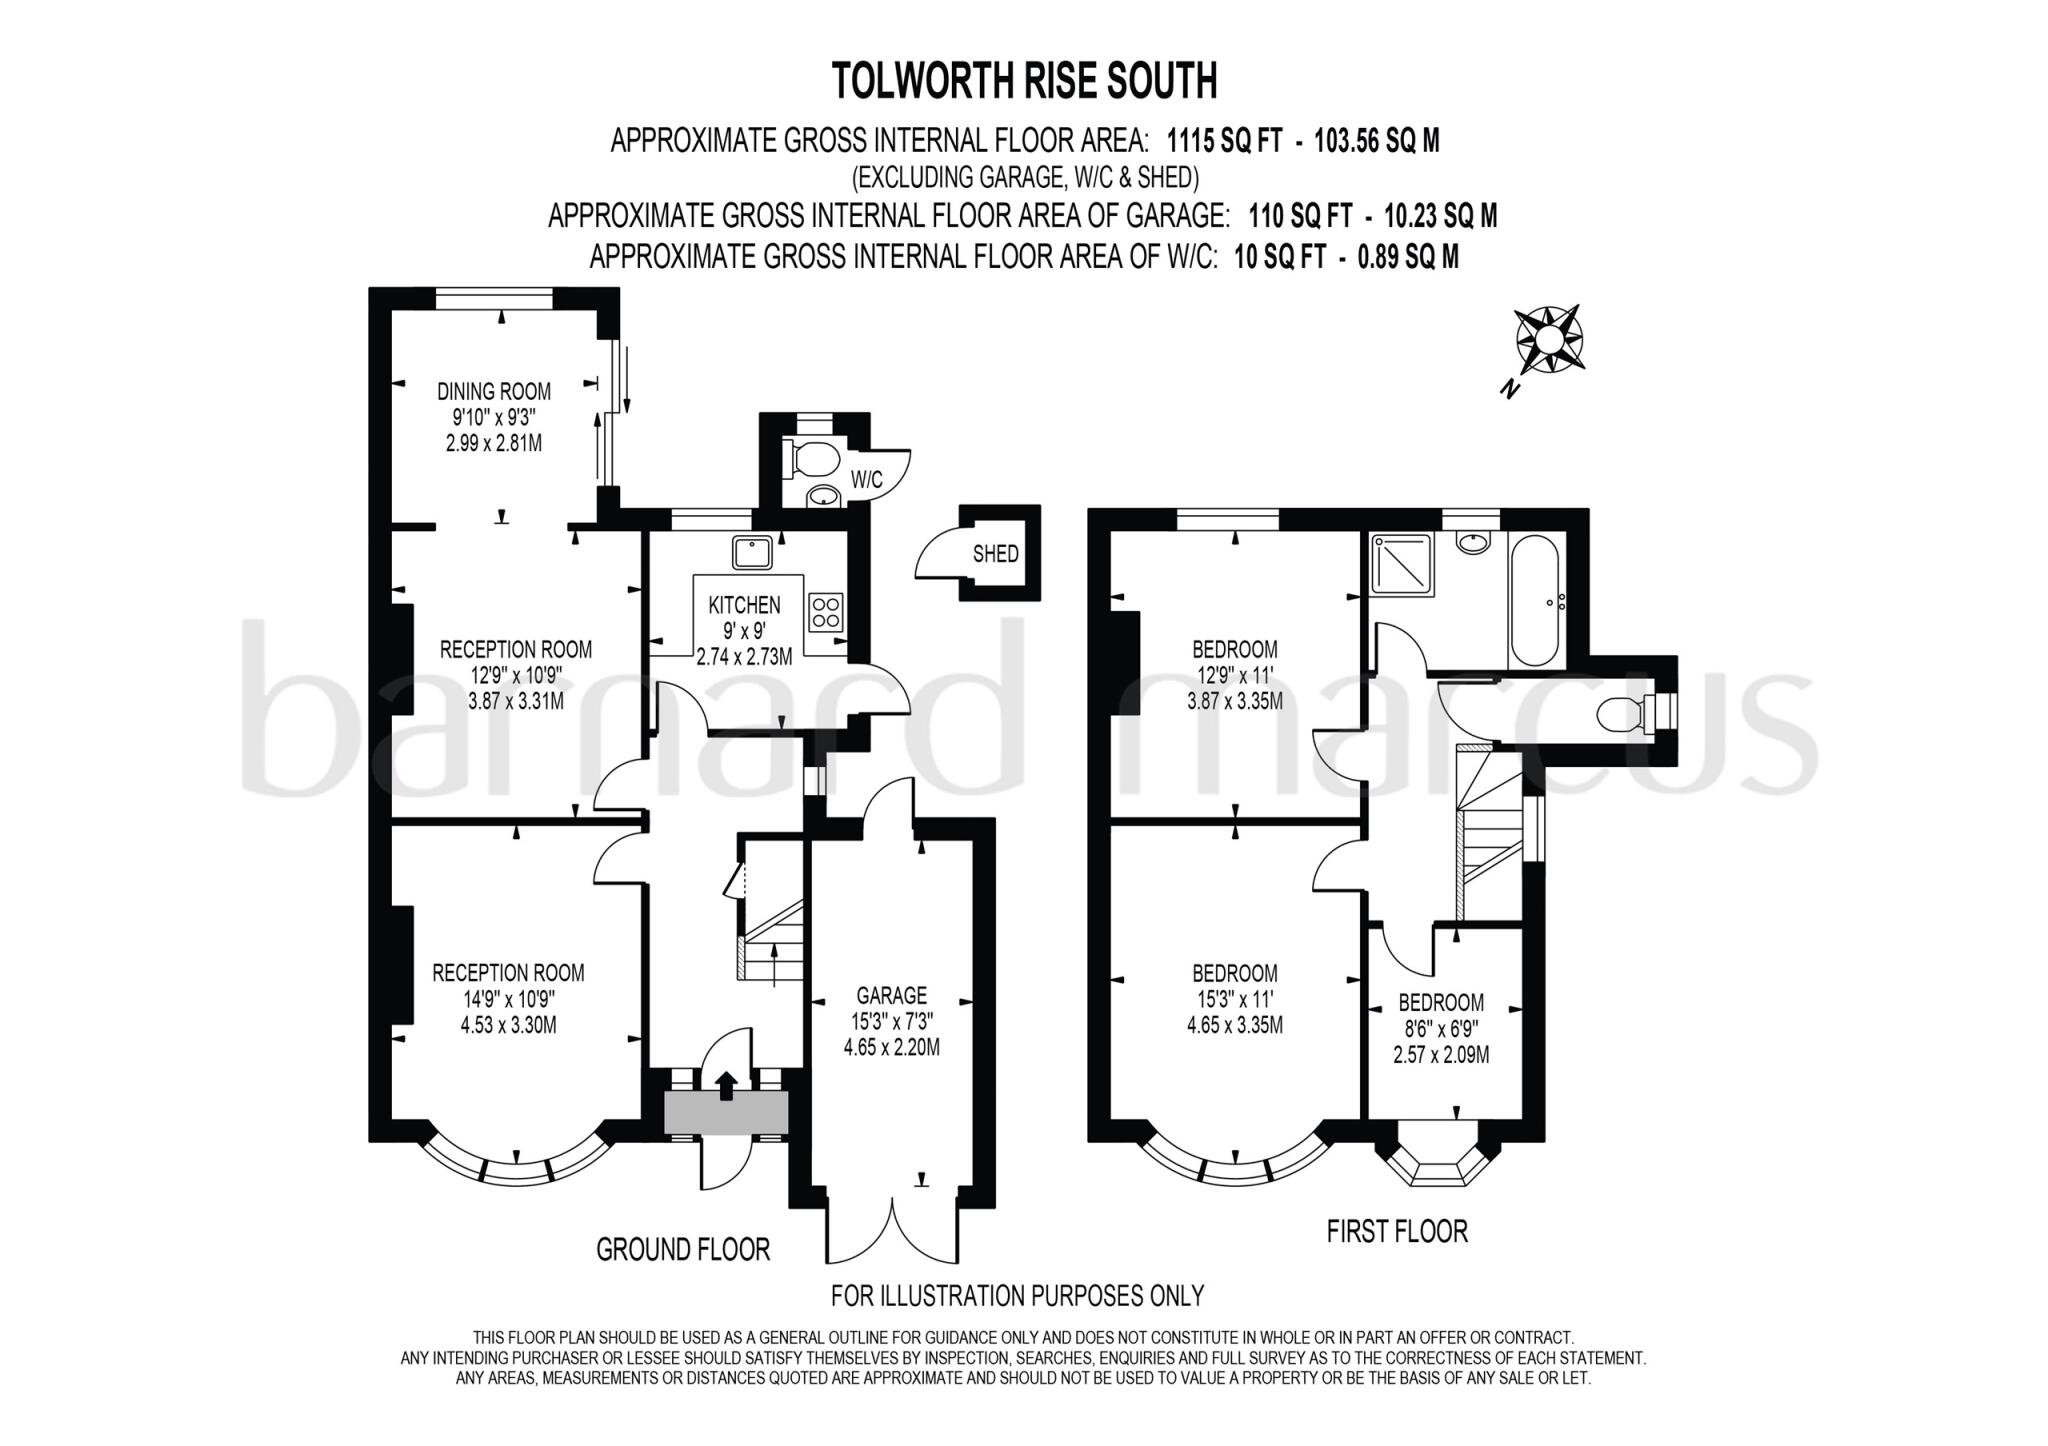 TOLWORTH RISE SOUTH
APPROXIMATE GROSS INTERNAL FLOOR AREA: 1115 SQ FT - 103.56 SQ M
(EXCLUDING GARAGE, W/C & SHED)
APPROXIMATE GROSS INTERNAL FLOOR AREA OF GARAGE: 110 SQ FT - 10.23 SQ M
APPROXIMATE GROSS INTERNAL FLOOR AREA OF W/C: 10 SQ FT - 0.89 SQ M
N
DINING ROOM
9'10" x 9'3"
2.99 x 2.81M
W/C
SHED
KITCHEN
9' x 9'
2.74 x 2.73M
RECEPTION ROOM
12'9" x 10'9"
3.87 x 3.31M
BEDROOM
12'9" x 11'
3.87 x 3.35M
barnard marcus
RECEPTION ROOM
14'9" x 10'9"
4.53 x 3.30M
GARAGE
15'3" x 7'3"
4.65 x 2.20M
BEDROOM
15'3" x 11'
4.65 x 3.35M
BEDROOM
8'6" x 6'9"
2.57 x 2.09M
GROUND FLOOR
FIRST FLOOR
FOR ILLUSTRATION PURPOSES ONLY
THIS FLOOR PLAN SHOULD BE USED AS A GENERAL OUTLINE FOR GUIDANCE ONLY AND DOES NOT CONSTITUTE IN WHOLE OR IN PART AN OFFER OR CONTRACT.
ANY INTENDING PURCHASER OR LESSEE SHOULD SATISFY THEMSELVES BY INSPECTION, SEARCHES, ENQUIRIES AND FULL SURVEY AS TO THE CORRECTNESS OF EACH STATEMENT.
ANY AREAS, MEASUREMENTS OR DISTANCES QUOTED ARE APPROXIMATE AND SHOULD NOT BE USED TO VALUE A PROPERTY OR BE THE BASIS OF ANY SALE OR LET.